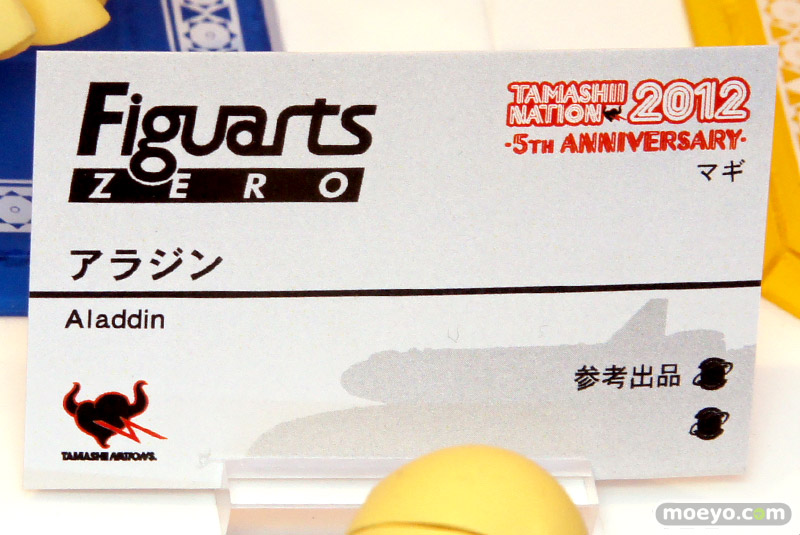 Figuarts
ZERO
TAMASHII
NATION 2012
-5TH ANNIVERSARY-
マギ
アラジン
Aladdin
参考出品
TAMASHII NATIONS.
moeyo.com